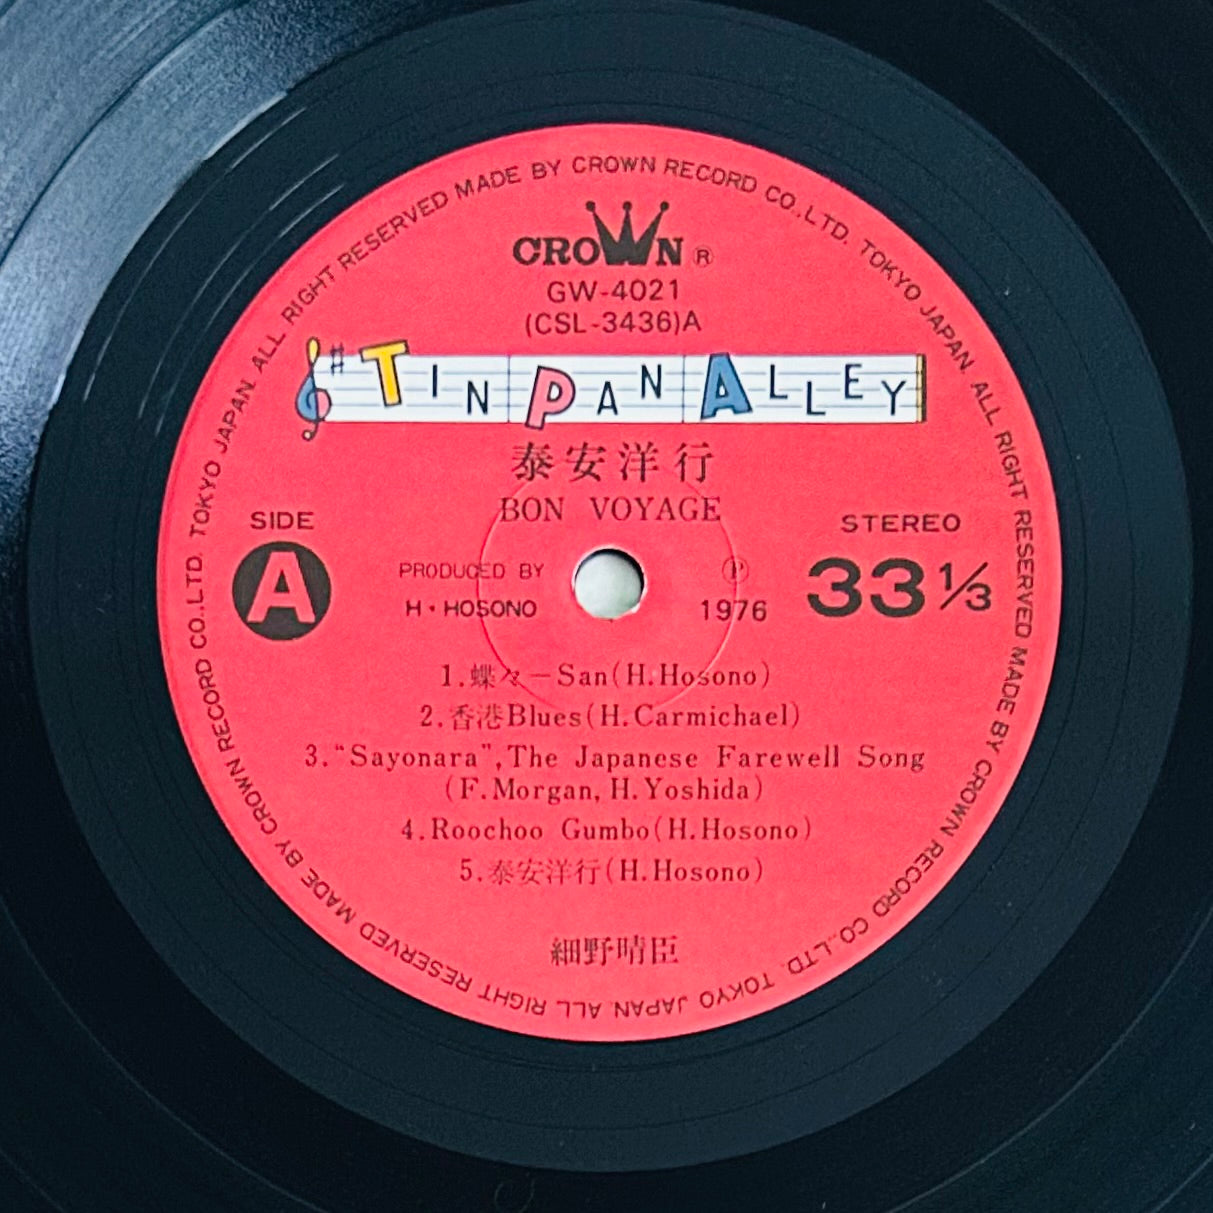 MADE BY CROWN RECORD CO.,LTD. TOKYO JAPAN. ALL RIGHT RESERVED MADE BY CROWN RECORD CO.,LTD. TOKYO JAPAN. ALL RIGHT RESERVED MADE BY CROWN RECORD CO.,LTD. TOKYO JAPAN. ALL RIGHT RESERVED
CROWN ®
GW-4021
(CSL-3436)A
TIN PAN ALLEY
泰安洋行
BON VOYAGE
SIDE
A
PRODUCED BY
H・HOSONO
Ⓟ
1976
STEREO
33 1/3
1.蝶々−San(H.Hosono)
2.香港Blues(H.Carmichael)
3.“Sayonara”,The Japanese Farewell Song
(F.Morgan, H.Yoshida)
4.Roochoo Gumbo(H.Hosono)
5.泰安洋行(H.Hosono)
細野晴臣